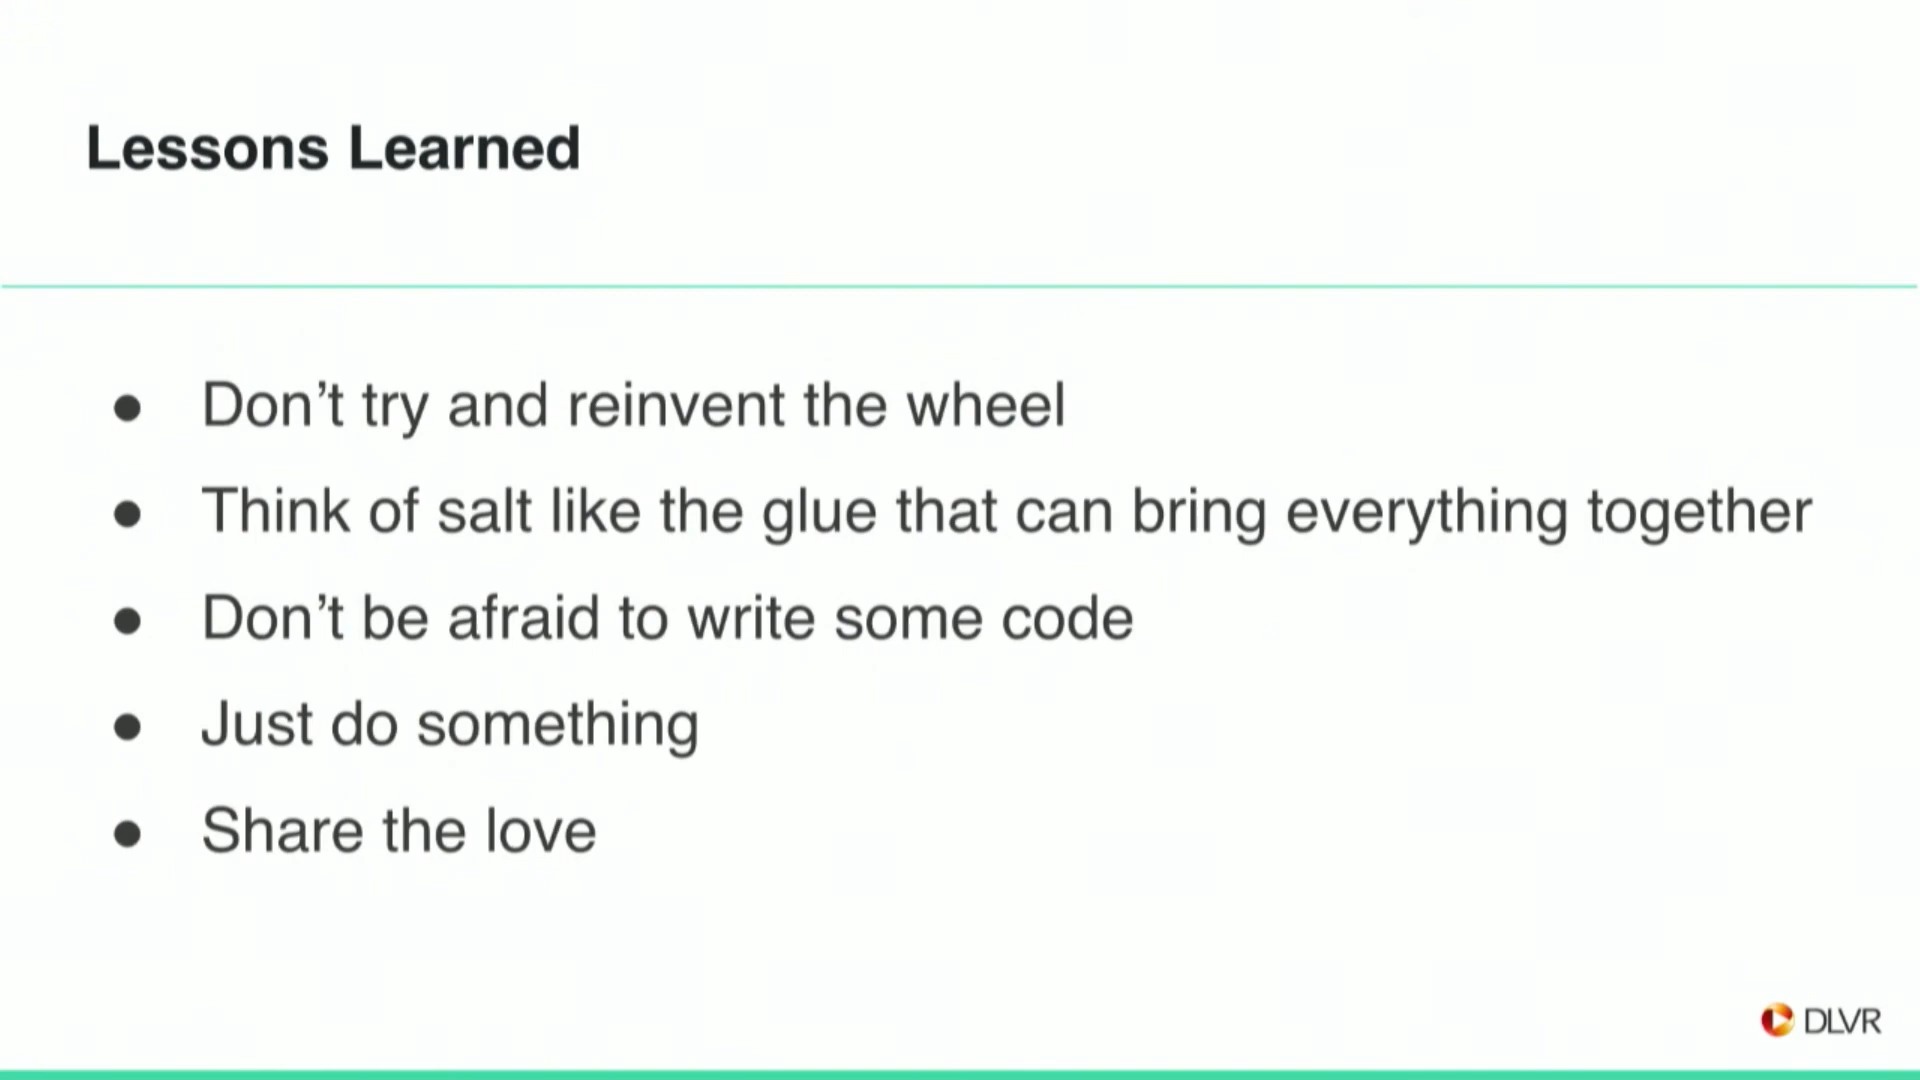 Lessons Learned
● Don’t try and reinvent the wheel
● Think of salt like the glue that can bring everything together
● Don’t be afraid to write some code
● Just do something
● Share the love
DLVR